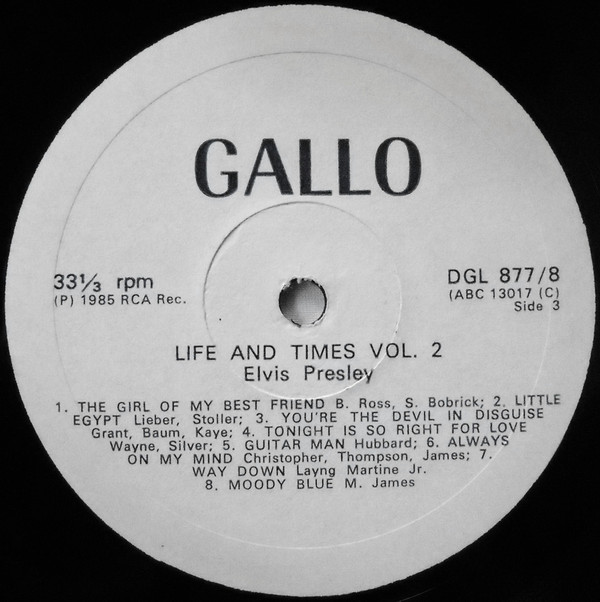 GALLO
33⅓ rpm
(P) 1985 RCA Rec.
DGL 877/8
(ABC 13017 (C)
Side 3
LIFE AND TIMES VOL. 2
Elvis Presley
1. THE GIRL OF MY BEST FRIEND B. Ross, S. Bobrick; 2. LITTLE
EGYPT Lieber, Stoller; 3. YOU'RE THE DEVIL IN DISGUISE
Grant, Baum, Kaye; 4. TONIGHT IS SO RIGHT FOR LOVE
Wayne, Silver; 5. GUITAR MAN Hubbard; 6. ALWAYS
ON MY MIND Christopher, Thompson, James; 7.
WAY DOWN Layng Martine Jr.
8. MOODY BLUE M. James